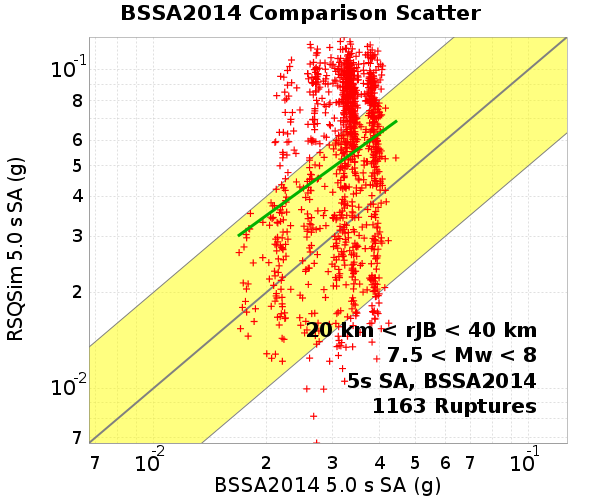 BSSA2014 Comparison Scatter
RSQSim 5.0 s SA (g)
10⁻¹
8
6
5
4
3
2
10⁻²
7
20 km < rJB < 40 km
7.5 < Mw < 8
5s SA, BSSA2014
1163 Ruptures
7 10⁻² 2 3 4 5 6 7 10⁻¹
BSSA2014 5.0 s SA (g)